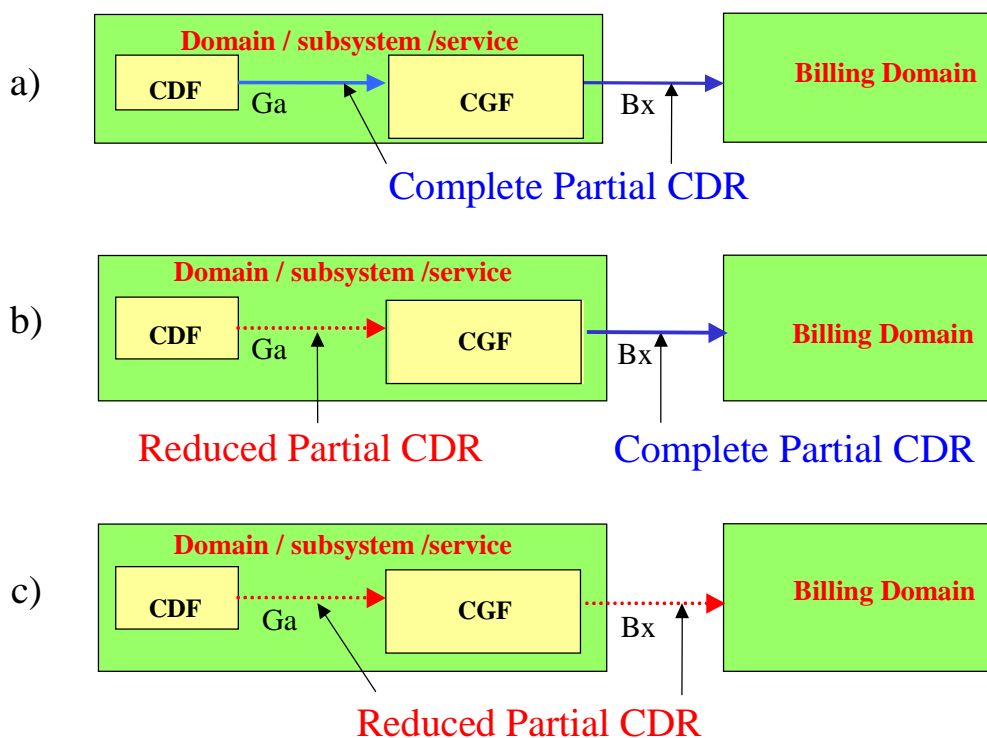 a)
Domain / subsystem /service
CDF
Ga
CGF
Bx
Billing Domain
Complete Partial CDR
b)
Domain / subsystem /service
CDF
Ga
CGF
Bx
Billing Domain
Reduced Partial CDR
Complete Partial CDR
c)
Domain / subsystem /service
CDF
Ga
CGF
Bx
Billing Domain
Reduced Partial CDR